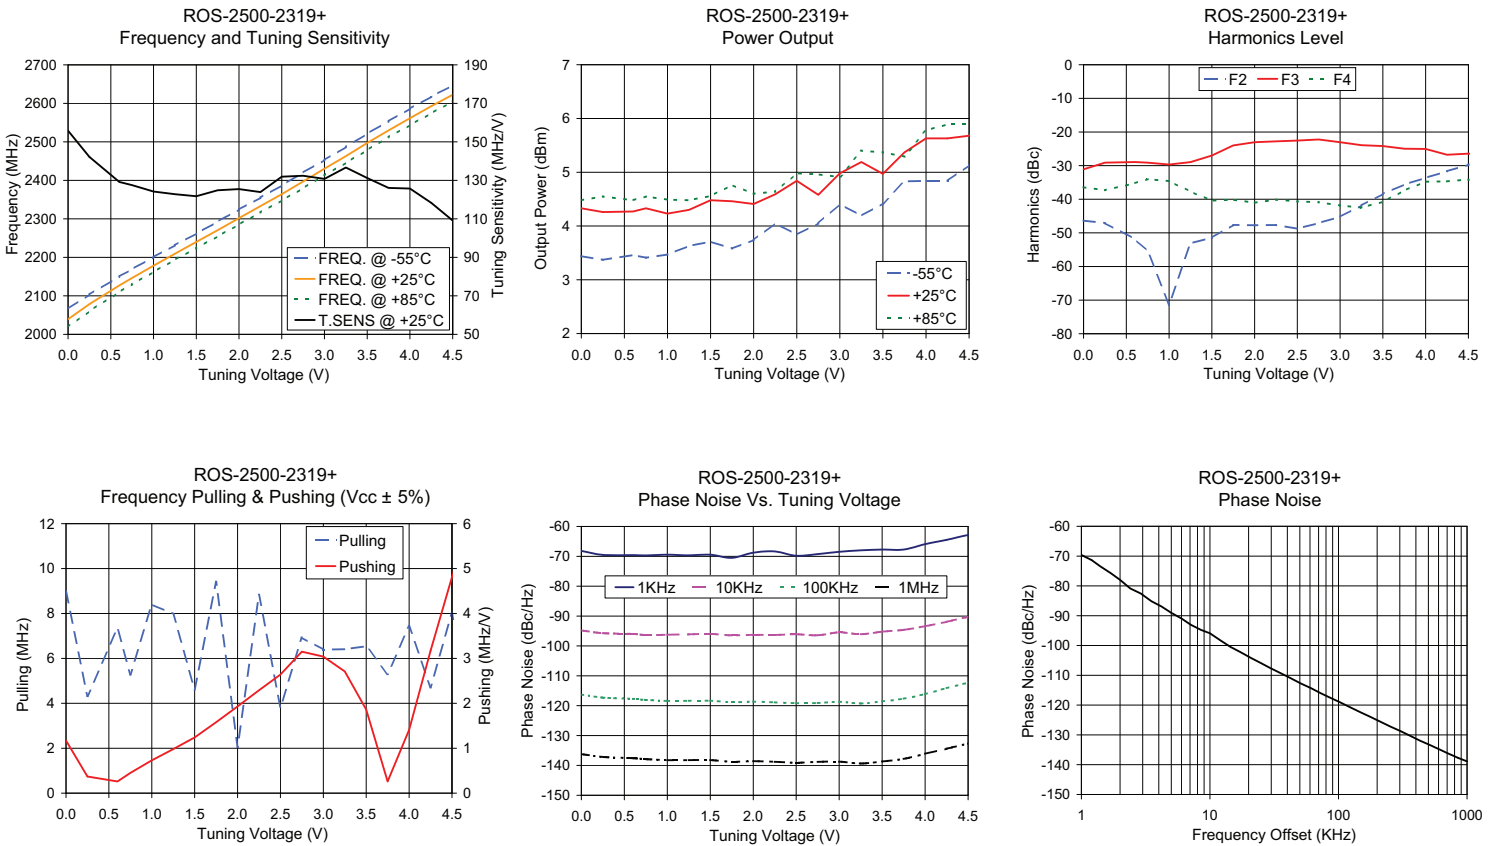 ROS-2500-2319+
Frequency and Tuning Sensitivity
Frequency (MHz)
2700
2600
2500
2400
2300
2200
2100
2000
190
170
150
130
110
90
70
50
Tuning Sensitivity (MHz/V)
FREQ. @ -55°C
FREQ. @ +25°C
FREQ. @ +85°C
T.SENS @ +25°C
0.0 0.5 1.0 1.5 2.0 2.5 3.0 3.5 4.0 4.5
Tuning Voltage (V)
ROS-2500-2319+
Power Output
Output Power (dBm)
7
6
5
4
3
2
-55°C
+25°C
+85°C
0.0 0.5 1.0 1.5 2.0 2.5 3.0 3.5 4.0 4.5
Tuning Voltage (V)
ROS-2500-2319+
Harmonics Level
Harmonics (dBc)
0
-10
-20
-30
-40
-50
-60
-70
-80
F2 F3 F4
0.0 0.5 1.0 1.5 2.0 2.5 3.0 3.5 4.0 4.5
Tuning Voltage (V)
ROS-2500-2319+
Frequency Pulling & Pushing (Vcc ± 5%)
Pulling (MHz)
12
10
8
6
4
2
0
6
5
4
3
2
1
0
Pushing (MHz/V)
Pulling
Pushing
0.0 0.5 1.0 1.5 2.0 2.5 3.0 3.5 4.0 4.5
Tuning Voltage (V)
ROS-2500-2319+
Phase Noise Vs. Tuning Voltage
Phase Noise (dBc/Hz)
-60
-70
-80
-90
-100
-110
-120
-130
-140
-150
1KHz 10KHz 100KHz 1MHz
0.0 0.5 1.0 1.5 2.0 2.5 3.0 3.5 4.0 4.5
Tuning Voltage (V)
ROS-2500-2319+
Phase Noise
Phase Noise (dBc/Hz)
-60
-70
-80
-90
-100
-110
-120
-130
-140
-150
1 10 100 1000
Frequency Offset (KHz)